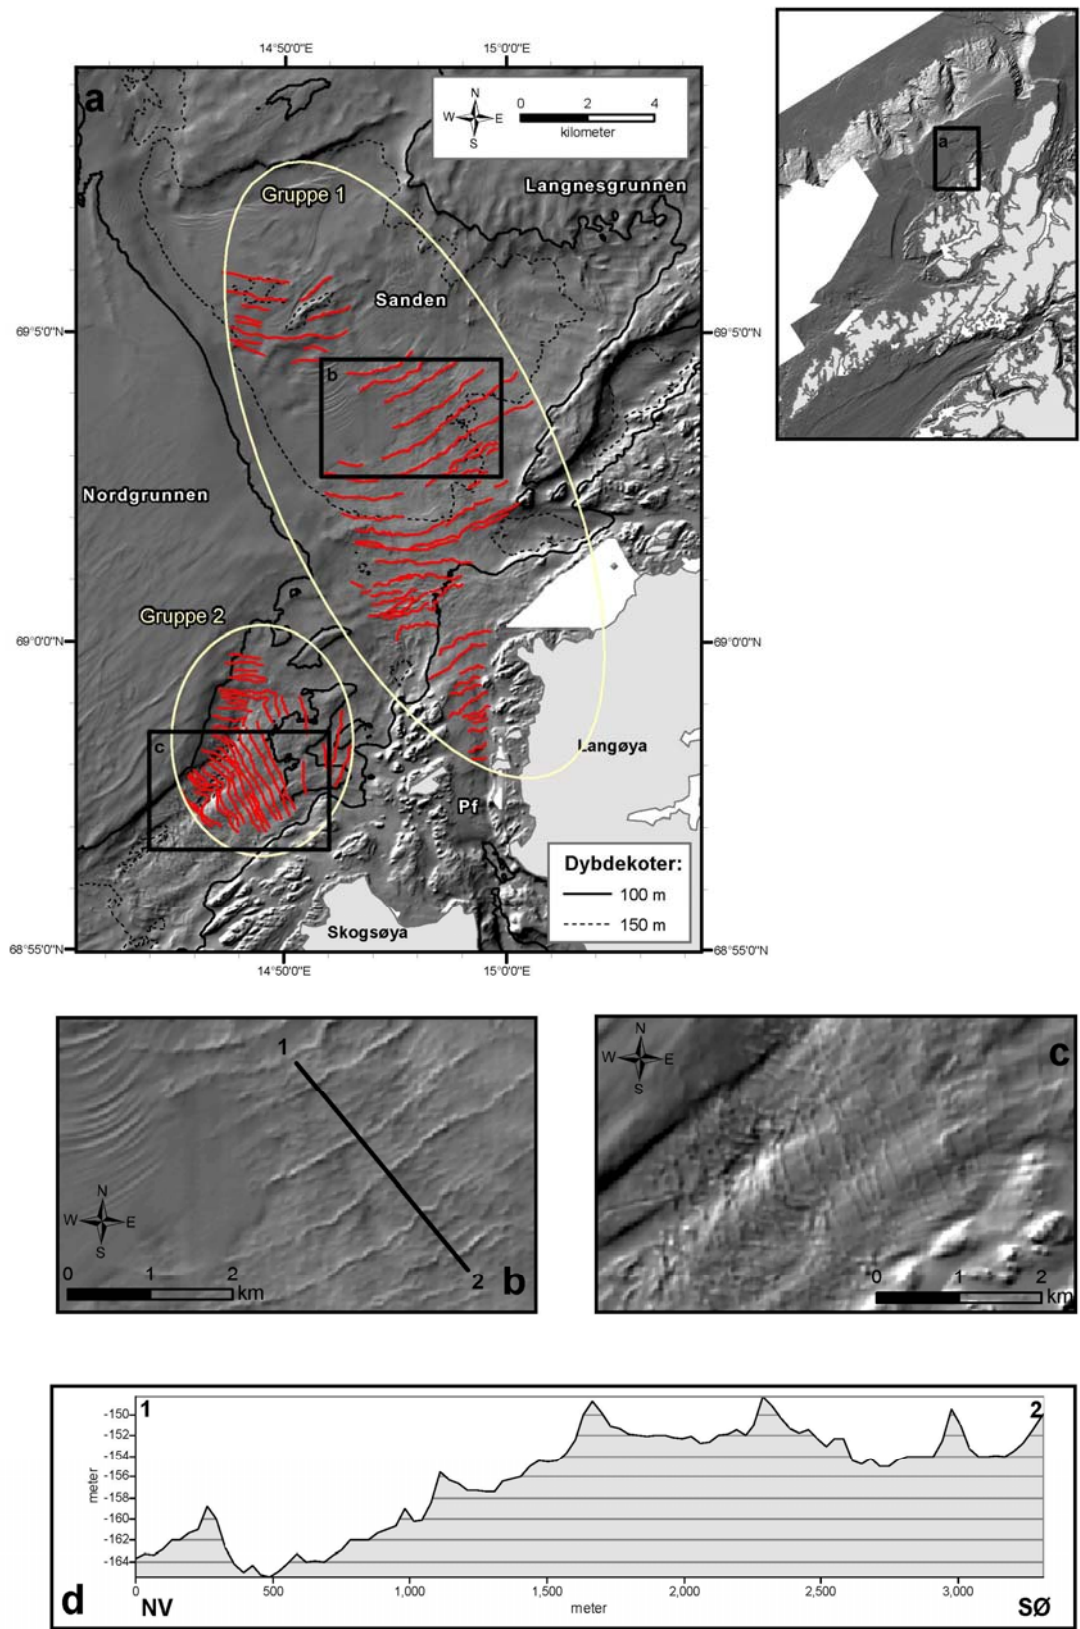 14°50'0"E
15°0'0"E
a
N
W
E
S
0
2
4
kilometer
a
Gruppe 1
Langnesgrunnen
Sanden
69°5'0"N
69°5'0"N
b
Nordgrunnen
Gruppe 2
69°0'0"N
69°0'0"N
c
Langøya
Pf
Dybdekoter:
100 m
150 m
Skogsøya
68°55'0"N
68°55'0"N
14°50'0"E
15°0'0"E
1
N
W
E
S
0
1
2
km
2
b
N
W
E
S
c
0
1
2
km
1
2
-150
-152
-154
-156
-158
-160
-162
-164
meter
0
500
1,000
1,500
2,000
2,500
3,000
meter
d
NV
SØ